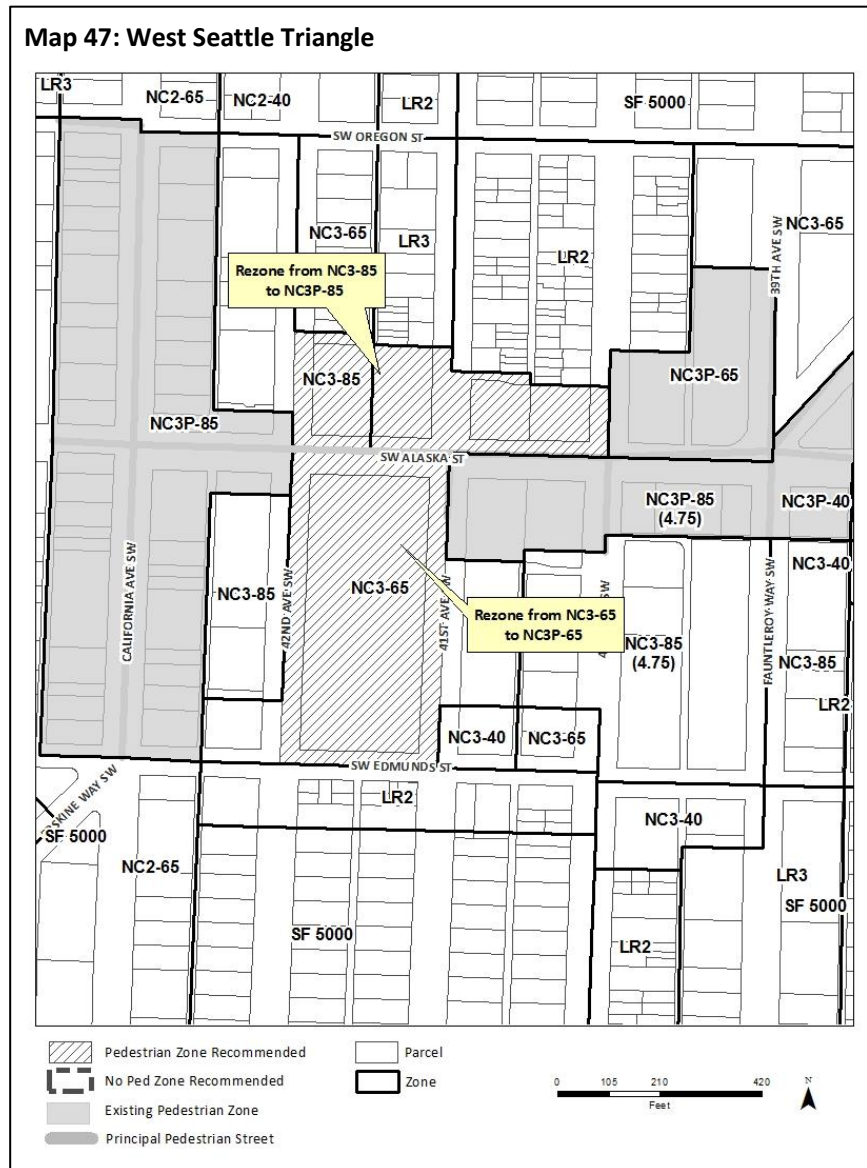 Map 47: West Seattle Triangle
LR3
NC2-65
NC2-40
LR2
SF 5000
SW OREGON ST
NC3-65
LR3
NC3-65
39TH AVE SW
LR2
Rezone from NC3-85
to NC3P-85
NC3-85
NC3P-65
NC3P-85
SW ALASKA ST
NC3P-85
(4.75)
NC3P-40
CALIFORNIA AVE SW
NC3-85
42ND AVE SW
NC3-65
41ST AVE SW
Rezone from NC3-65
to NC3P-65
SW
NC3-85
(4.75)
FAUNTLEROY WAY SW
NC3-40
NC3-85
LR2
NC3-40
NC3-65
SW EDMUNDS ST
LR2
NC3-40
WAY SW
SF 5000
NC2-65
LR3
SF 5000
SF 5000
LR2
Pedestrian Zone Recommended
No Ped Zone Recommended
Existing Pedestrian Zone
Principal Pedestrian Street
Parcel
Zone
0 105 210 420
Feet
N